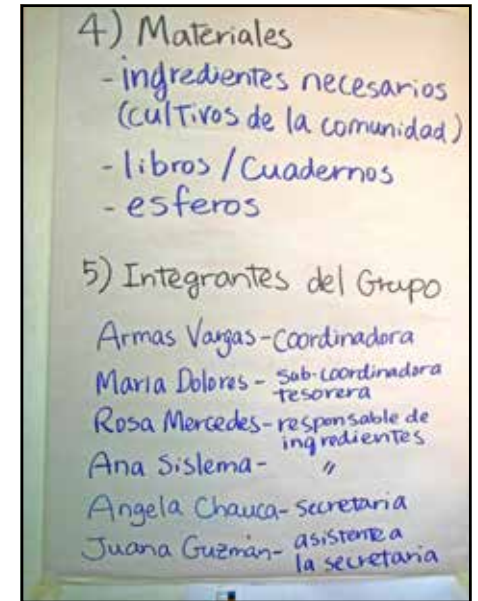 4) Materiales
- ingredientes necesarios
(cultivos de la comunidad)
- libros / Cuadernos
- esferos
5) Integrantes del Grupo
Armas Vargas - Coordinadora
Maria Dolores - Sub-coordinadora
tesorera
Rosa Mercedes - responsable de
ingredientes
Ana Sislema - "
Angela Chauca - secretaria
Juana Guzmán - asistente a
la secretaria